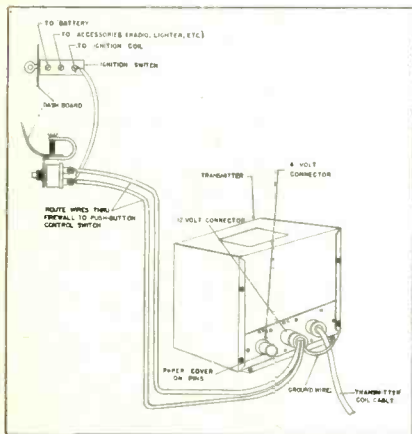 TO BATTERY
TO ACCESSORIES (RADIO, LIGHTER, ETC)
TO IGNITION COIL
IGNITION SWITCH
DASH BOARD
6 VOLT
CONNECTOR
TRANSMITTER
12 VOLT CONNECTOR
ROUTE WIRES THRU
FIREWALL TO PUSH-BUTTON
CONTROL SWITCH
PAPER COVER
ON PINS
GROUND WIRE
TRANSMITTER
COIL CABLE